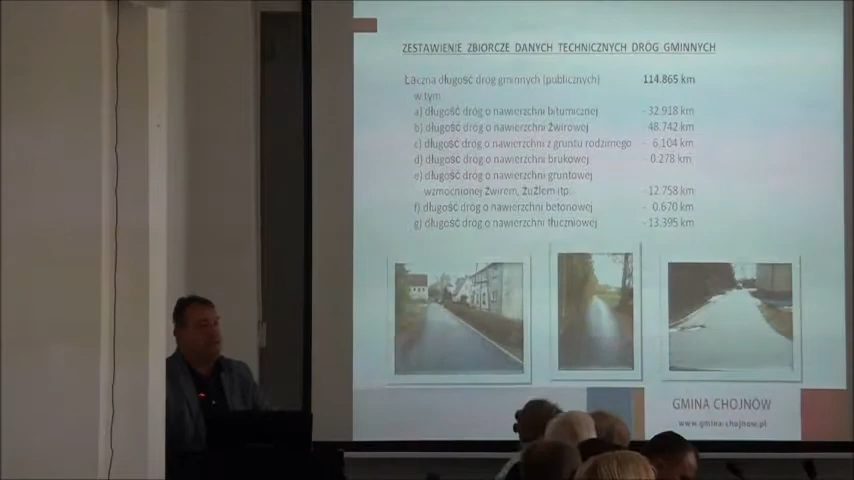 ZESTAWIENIE ZBIORCZE DANYCH TECHNICZNYCH DRÓG GMINNYCH
Łączna długość dróg gminnych (publicznych) 114.865 km
w tym
a) długość dróg o nawierzchni bitumicznej - 32.918 km
b) długość dróg o nawierzchni żwirowej - 48.742 km
c) długość dróg o nawierzchni z gruntu rodzimego - 6,104 km
d) długość dróg o nawierzchni brukowej - 0.278 km
e) długość dróg o nawierzchni gruntowej
wzmocnionej żwirem, żużlem itp. - 12.758 km
f) długość dróg o nawierzchni betonowej - 0.670 km
g) długość dróg o nawierzchni tłuczniowej - 13.395 km
GMINA CHOJNÓW
www.gmina-chojnow.pl